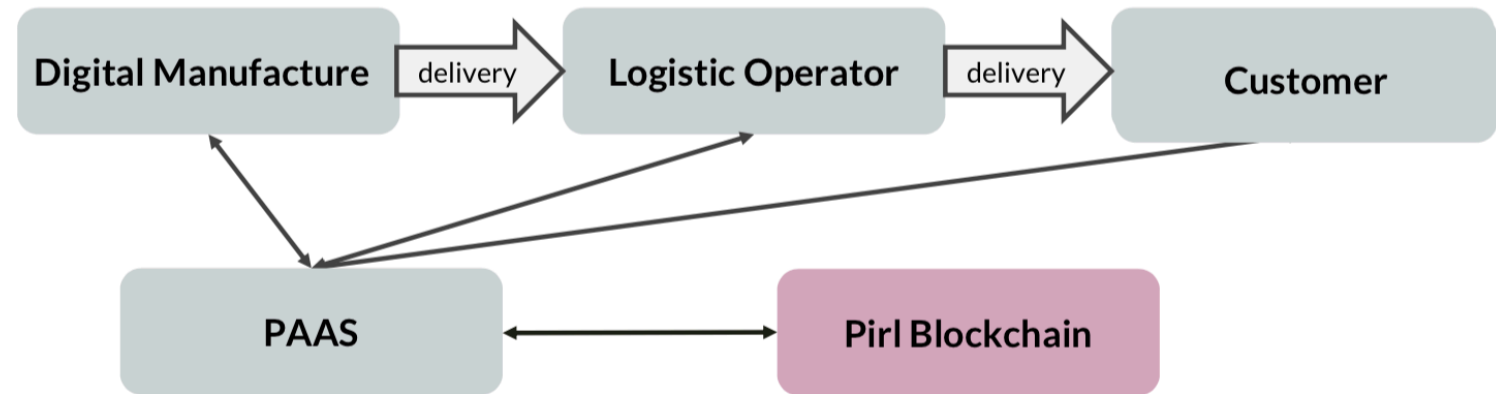 Digital Manufacture
delivery
Logistic Operator
delivery
Customer
PAAS
Pirl Blockchain